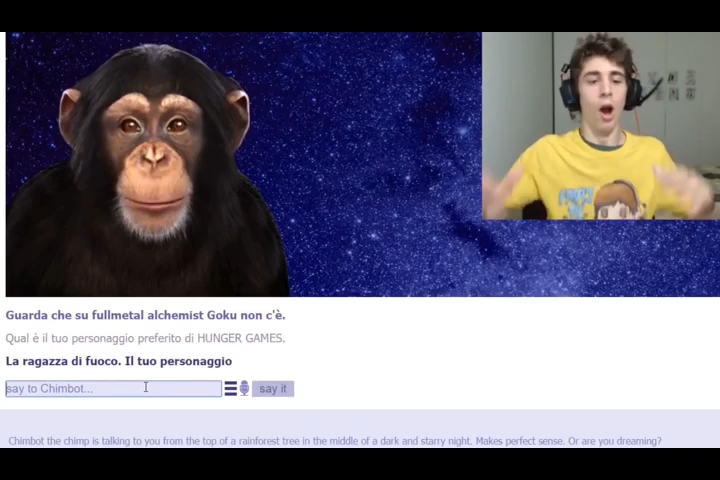 Guarda che su fullmetal alchemist Goku non c'è.
Qual è il tuo personaggio preferito di HUNGER GAMES.
La ragazza di fuoco. Il tuo personaggio
say to Chimbot...
say it
Chimbot the chimp is talking to you from the top of a rainforest tree in the middle of a dark and starry night. Makes perfect sense. Or are you dreaming?